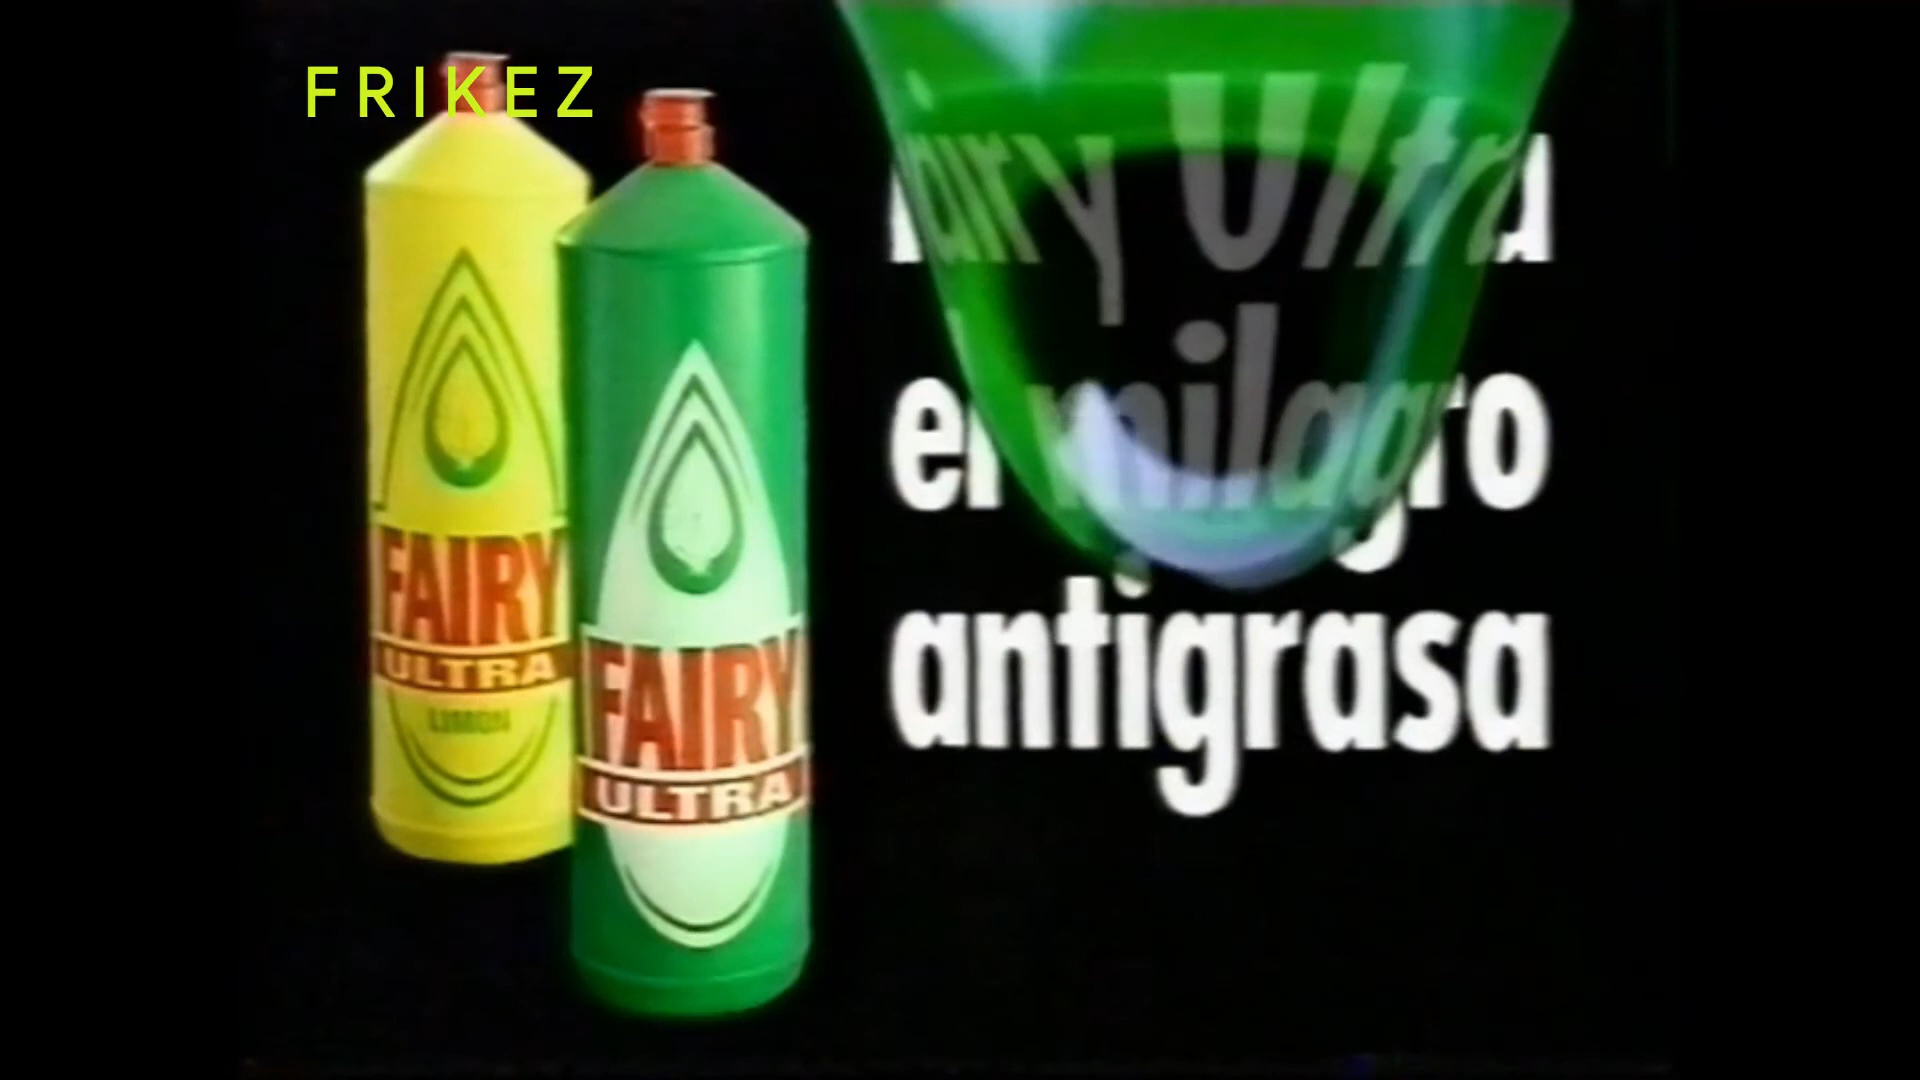 FRIKEZ
Fairy Ultra
el milagro
antigrasa
FAIRY
ULTRA
LIMON
FAIRY
ULTRA